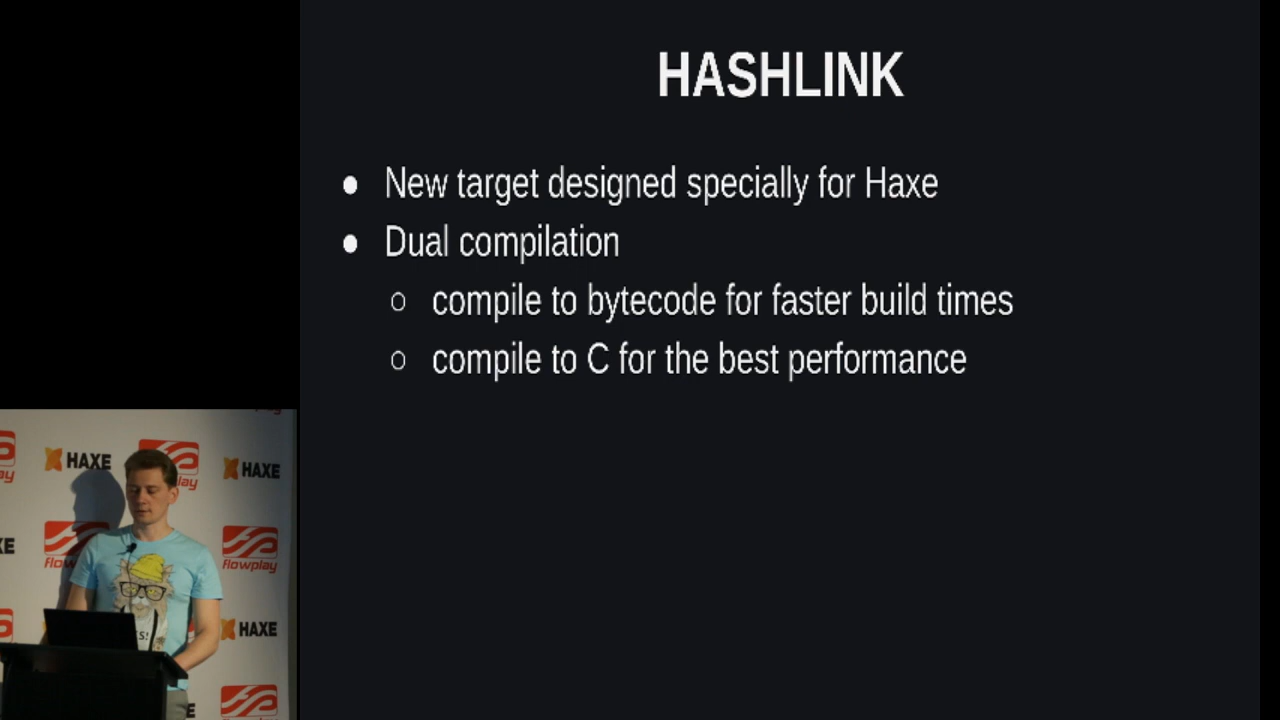 HASHLINK
● New target designed specially for Haxe
● Dual compilation
○ compile to bytecode for faster build times
○ compile to C for the best performance
HAXE
HAXE
flowplay
HAXE